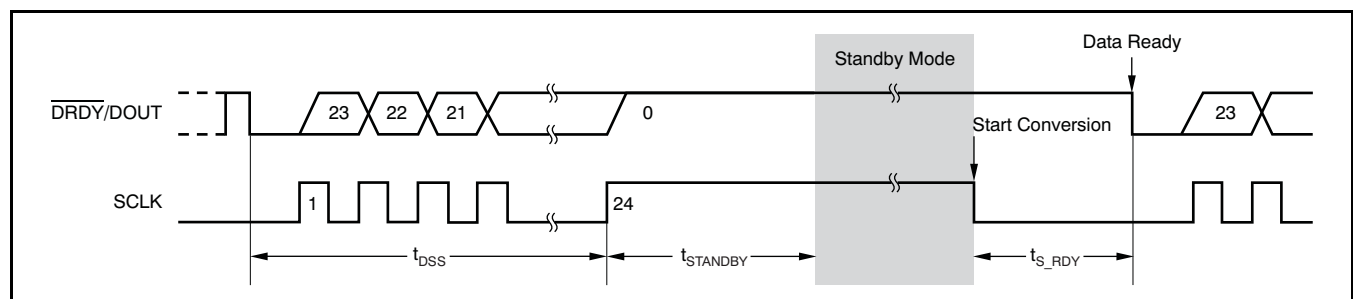 Data Ready
Standby Mode
DRDY/DOUT
23
22
21
0
23
Start Conversion
SCLK
1
24
tDSS
tSTANDBY
tS_RDY